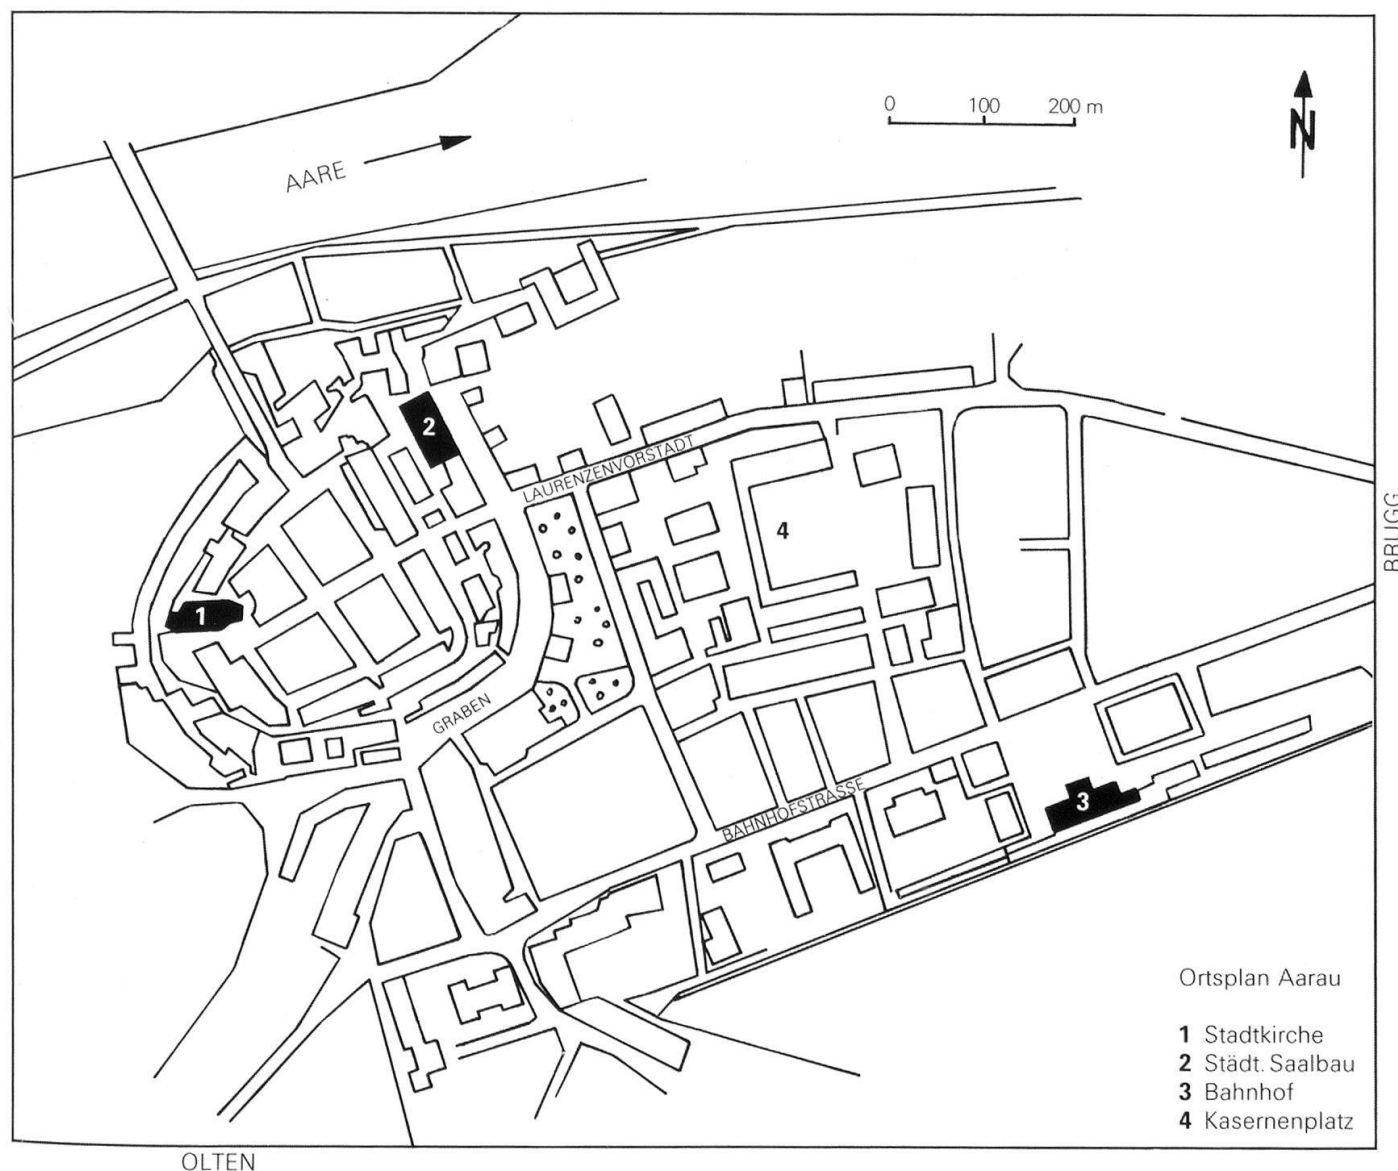 0 100 200 m
N
AARE
2
LAURENZENVORSTADT
4
BRUGG
1
GRABEN
BAHNHOFSTRASSE
3
Ortsplan Aarau
1 Stadtkirche
2 Städt. Saalbau
3 Bahnhof
4 Kasernenplatz
OLTEN